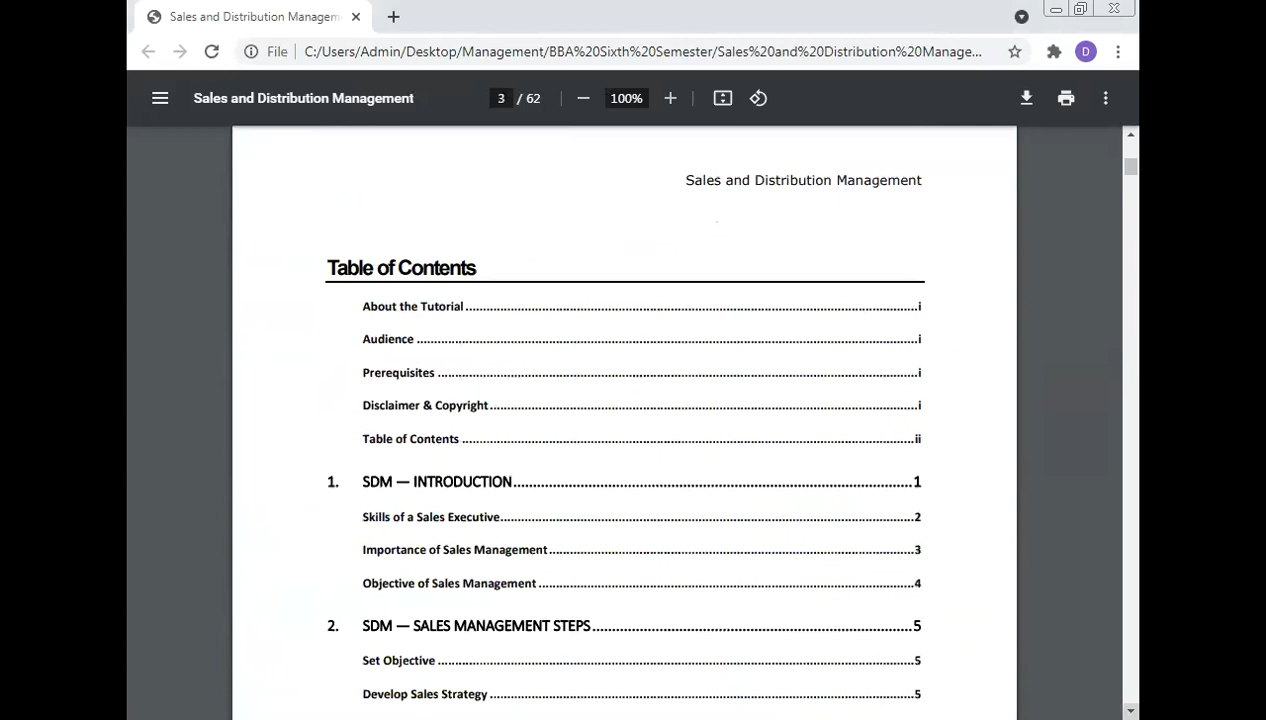 Sales and Distribution Managem
File C:/Users/Admin/Desktop/Management/BBA%20Sixth%20Semester/Sales%20and%20Distribution%20Manage...
D
Sales and Distribution Management 3 / 62 100%
Sales and Distribution Management
Table of Contents
About the Tutorial ........ i
Audience ........ i
Prerequisites ........ i
Disclaimer & Copyright ........ i
Table of Contents ........ ii
1. SDM — INTRODUCTION ........ 1
Skills of a Sales Executive ........ 2
Importance of Sales Management ........ 3
Objective of Sales Management ........ 4
2. SDM — SALES MANAGEMENT STEPS ........ 5
Set Objective ........ 5
Develop Sales Strategy ........ 5